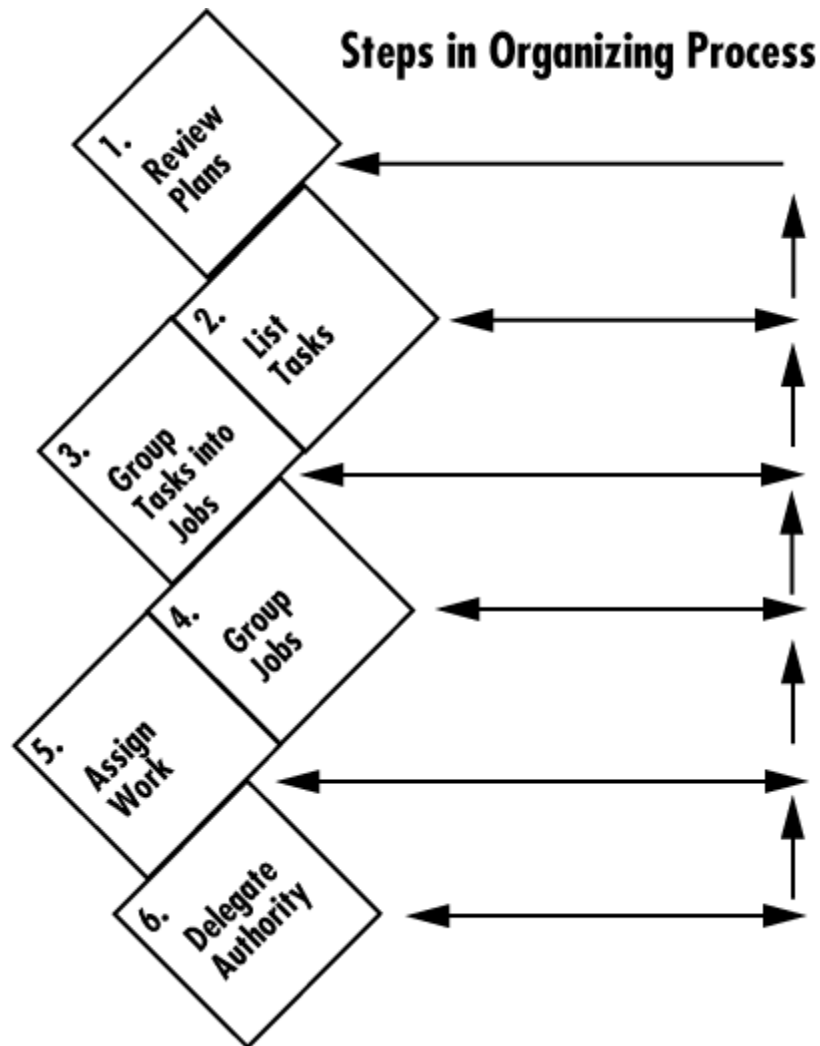 Steps in Organizing Process
1.
Review
Plans
2.
List
Tasks
3.
Group
Tasks into
Jobs
4.
Group
Jobs
5.
Assign
Work
6.
Delegate
Authority